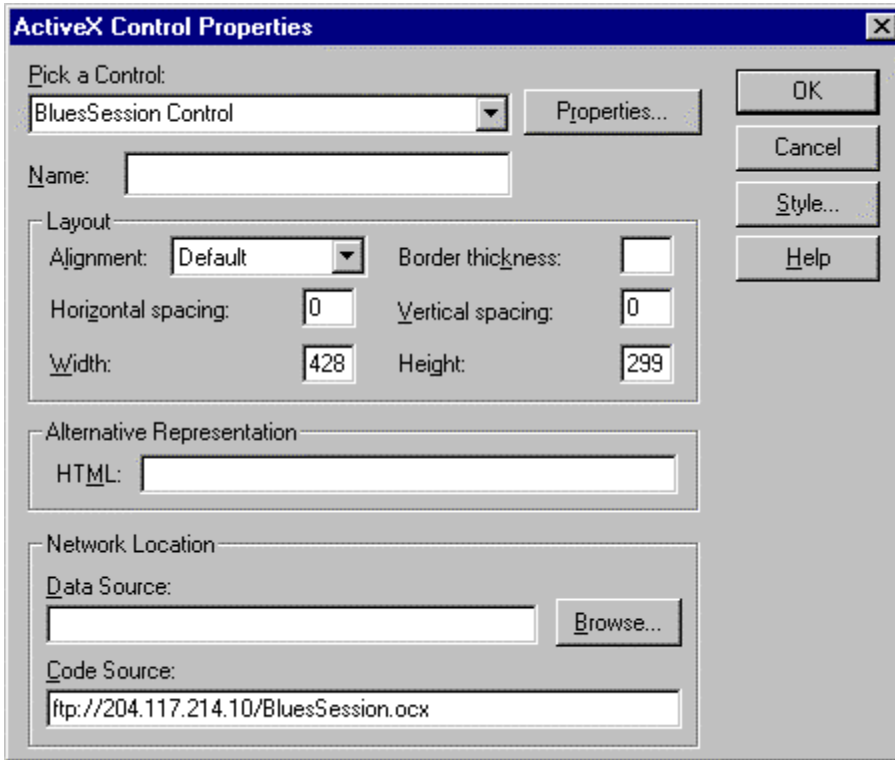 ActiveX Control Properties
Pick a Control:
BluesSession Control
Properties...
OK
Cancel
Name:
Style...
Layout
Alignment: Default
Border thickness:
Help
Horizontal spacing: 0
Vertical spacing: 0
Width: 428
Height: 299
Alternative Representation
HTML:
Network Location
Data Source:
Browse...
Code Source:
ftp://204.117.214.10/BluesSession.ocx